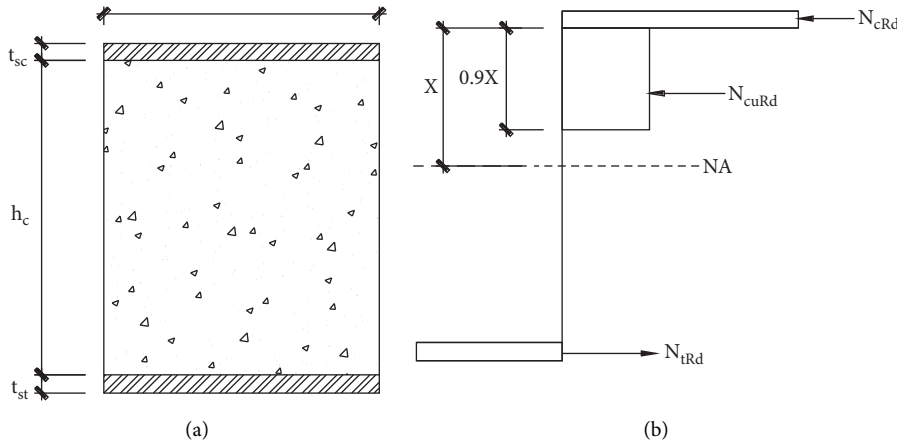 t_sc
h_c
t_st
(a)
N_cRd
X
0.9X
N_cuRd
NA
N_tRd
(b)